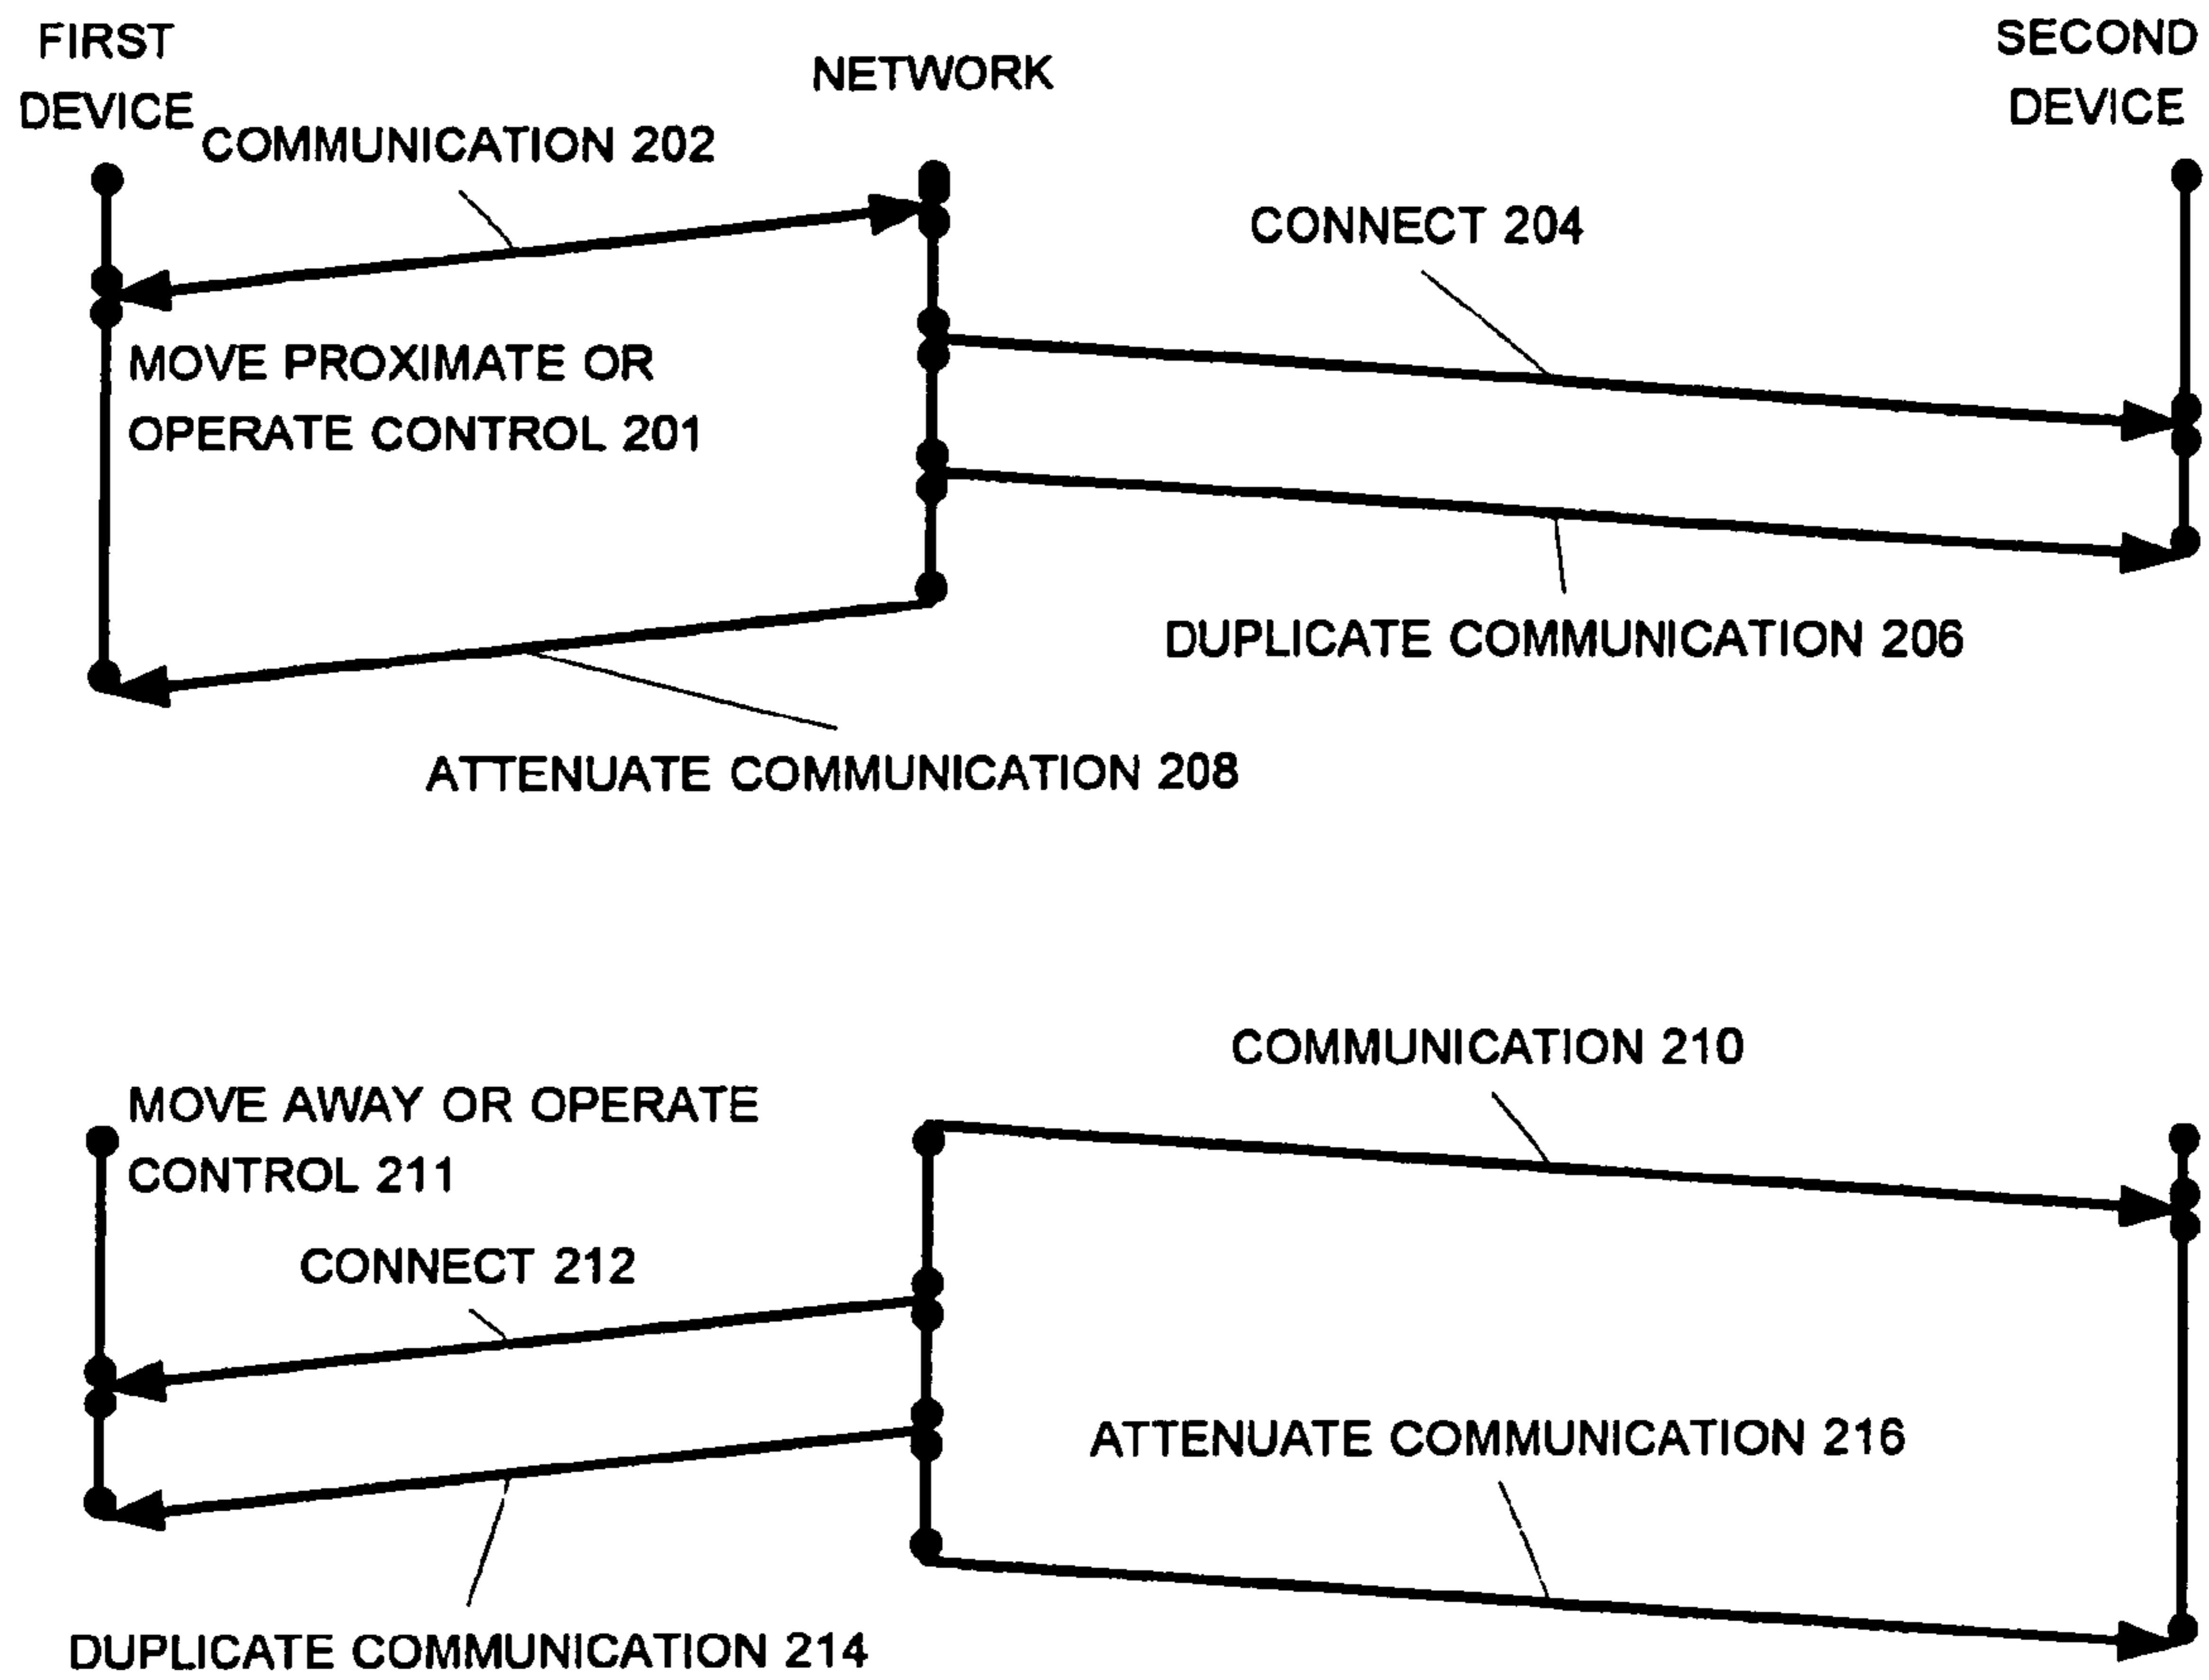 FIRST
DEVICE
NETWORK
SECOND
DEVICE
COMMUNICATION 202
CONNECT 204
MOVE PROXIMATE OR
OPERATE CONTROL 201
DUPLICATE COMMUNICATION 206
ATTENUATE COMMUNICATION 208
COMMUNICATION 210
MOVE AWAY OR OPERATE
CONTROL 211
CONNECT 212
ATTENUATE COMMUNICATION 216
DUPLICATE COMMUNICATION 214